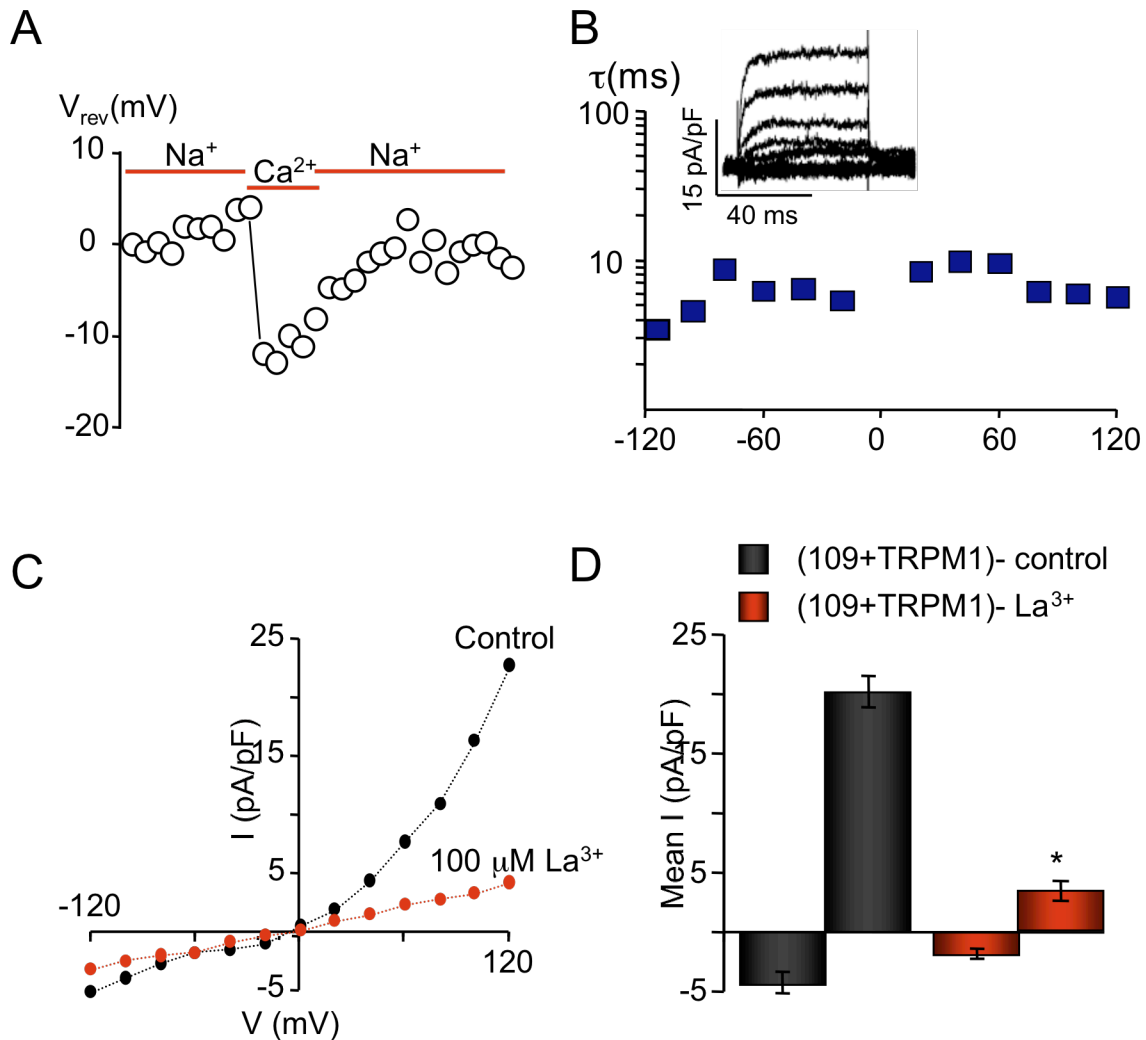 A
V_rev(mV)
10
0
-10
-20
Na⁺
Ca²⁺
Na⁺
B
τ(ms)
100
10
15 pA/pF
40 ms
-120
-60
0
60
120
C
25
15
5
-5
I (pA/pF)
Control
100 μM La³⁺
-120
120
V (mV)
D
(109+TRPM1)- control
(109+TRPM1)- La³⁺
25
15
5
-5
Mean I (pA/pF)
*